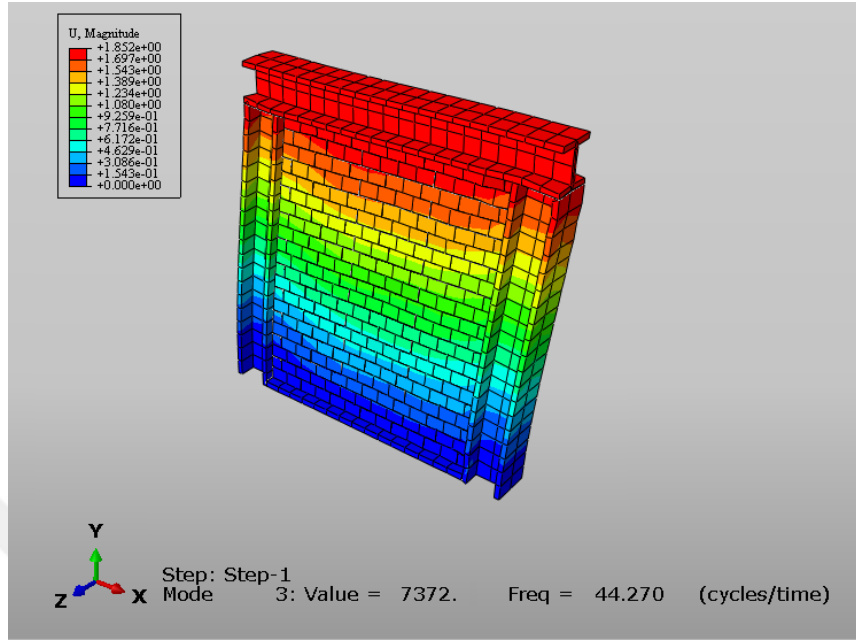 U, Magnitude
+1.852e+00
+1.697e+00
+1.543e+00
+1.389e+00
+1.234e+00
+1.080e+00
+9.259e-01
+7.716e-01
+6.172e-01
+4.629e-01
+3.086e-01
+1.543e-01
+0.000e+00
Y
Z X
Step: Step-1
Mode 3: Value = 7372. Freq = 44.270 (cycles/time)